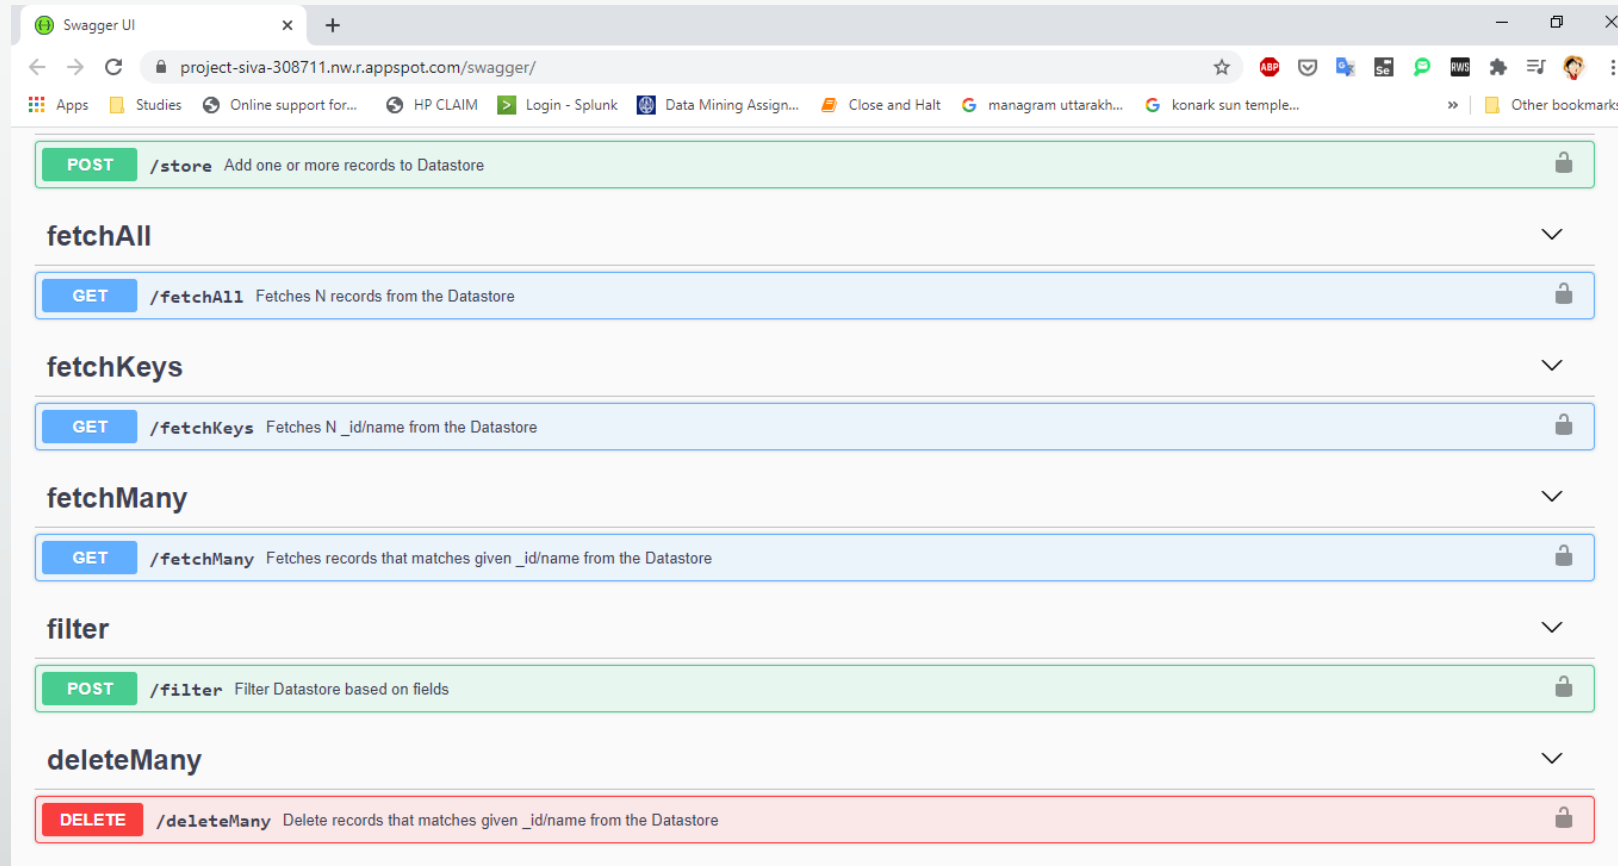 Swagger UI
project-siva-308711.nw.r.appspot.com/swagger/
ABP Se RWS
Apps Studies Online support for... HP CLAIM Login - Splunk Data Mining Assign... Close and Halt managram uttarakh... konark sun temple... » Other bookmarks
POST /store Add one or more records to Datastore
fetchAll
GET /fetchAll Fetches N records from the Datastore
fetchKeys
GET /fetchKeys Fetches N _id/name from the Datastore
fetchMany
GET /fetchMany Fetches records that matches given _id/name from the Datastore
filter
POST /filter Filter Datastore based on fields
deleteMany
DELETE /deleteMany Delete records that matches given _id/name from the Datastore